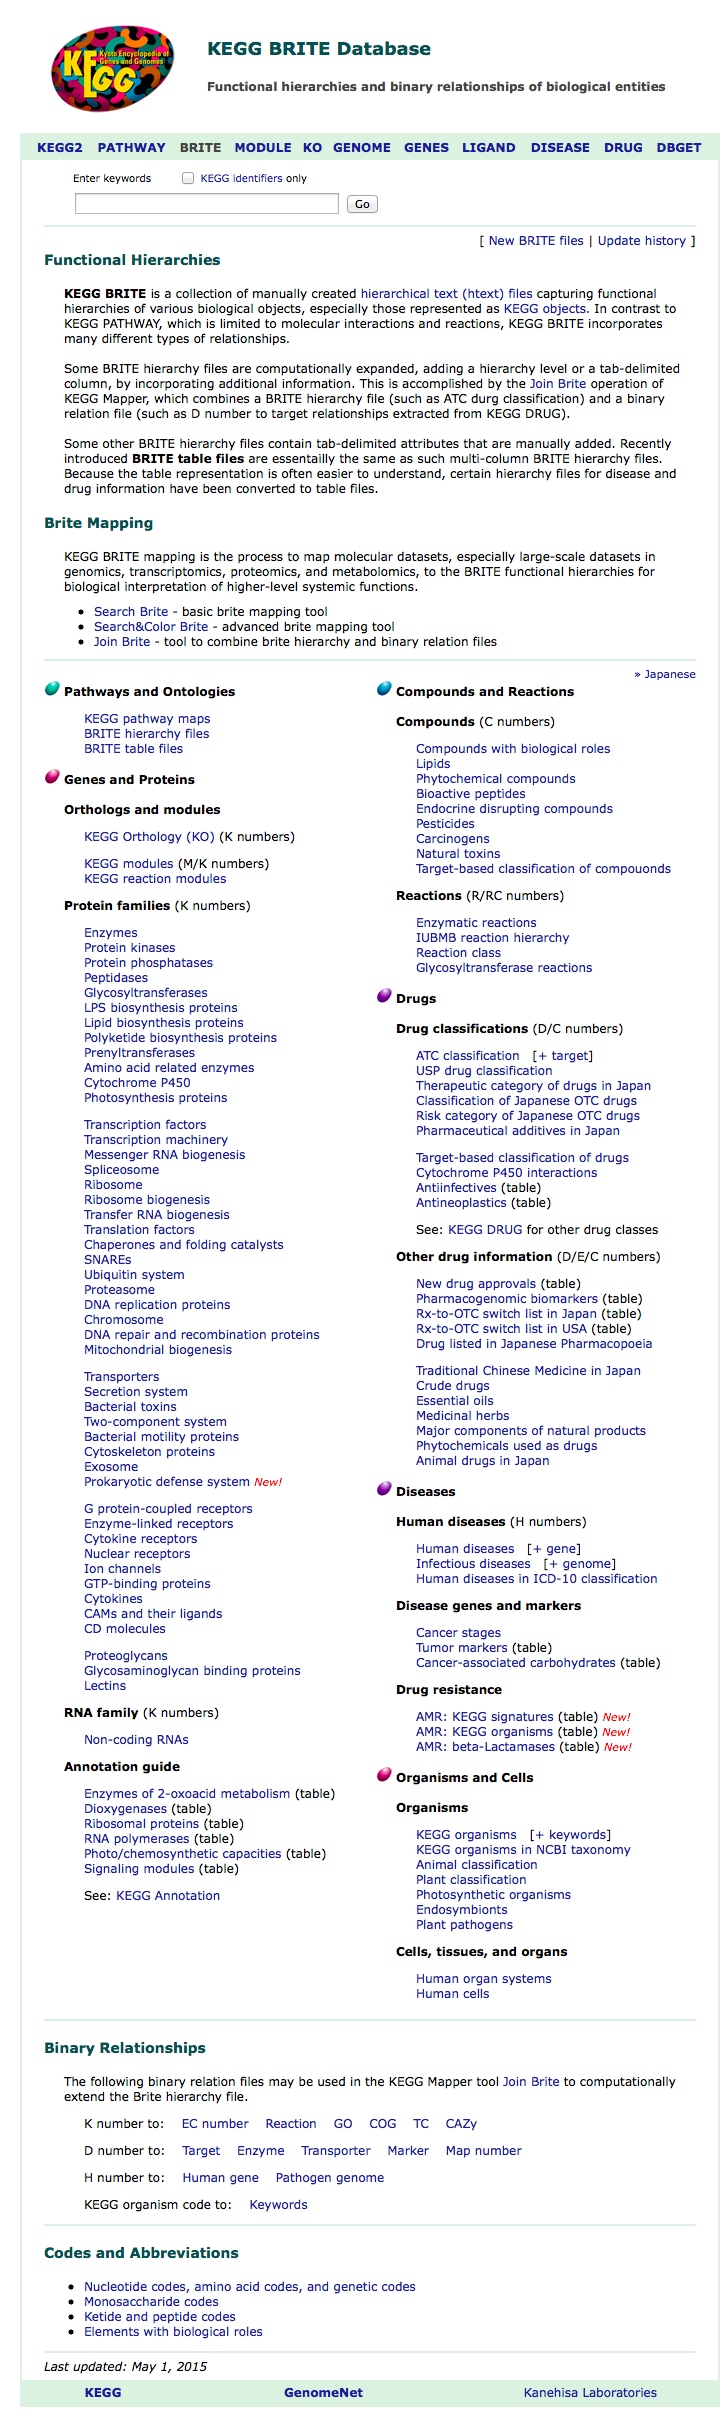 KEGG
Kyoto Encyclopedia of
Genes and Genomes
KEGG BRITE Database
Functional hierarchies and binary relationships of biological entities
KEGG2 PATHWAY BRITE MODULE KO GENOME GENES LIGAND DISEASE DRUG DBGET
Enter keywords KEGG identifiers only
Go
[ New BRITE files | Update history ]
Functional Hierarchies
KEGG BRITE is a collection of manually created hierarchical text (htext) files capturing functional
hierarchies of various biological objects, especially those represented as KEGG objects. In contrast to
KEGG PATHWAY, which is limited to molecular interactions and reactions, KEGG BRITE incorporates
many different types of relationships.
Some BRITE hierarchy files are computationally expanded, adding a hierarchy level or a tab-delimited
column, by incorporating additional information. This is accomplished by the Join Brite operation of
KEGG Mapper, which combines a BRITE hierarchy file (such as ATC durg classification) and a binary
relation file (such as D number to target relationships extracted from KEGG DRUG).
Some other BRITE hierarchy files contain tab-delimited attributes that are manually added. Recently
introduced BRITE table files are essentailly the same as such multi-column BRITE hierarchy files.
Because the table representation is often easier to understand, certain hierarchy files for disease and
drug information have been converted to table files.
Brite Mapping
KEGG BRITE mapping is the process to map molecular datasets, especially large-scale datasets in
genomics, transcriptomics, proteomics, and metabolomics, to the BRITE functional hierarchies for
biological interpretation of higher-level systemic functions.
• Search Brite - basic brite mapping tool
• Search&Color Brite - advanced brite mapping tool
• Join Brite - tool to combine brite hierarchy and binary relation files
» Japanese
Pathways and Ontologies
KEGG pathway maps
BRITE hierarchy files
BRITE table files
Genes and Proteins
Orthologs and modules
KEGG Orthology (KO) (K numbers)
KEGG modules (M/K numbers)
KEGG reaction modules
Protein families (K numbers)
Enzymes
Protein kinases
Protein phosphatases
Peptidases
Glycosyltransferases
LPS biosynthesis proteins
Lipid biosynthesis proteins
Polyketide biosynthesis proteins
Prenyltransferases
Amino acid related enzymes
Cytochrome P450
Photosynthesis proteins
Transcription factors
Transcription machinery
Messenger RNA biogenesis
Spliceosome
Ribosome
Ribosome biogenesis
Transfer RNA biogenesis
Translation factors
Chaperones and folding catalysts
SNAREs
Ubiquitin system
Proteasome
DNA replication proteins
Chromosome
DNA repair and recombination proteins
Mitochondrial biogenesis
Transporters
Secretion system
Bacterial toxins
Two-component system
Bacterial motility proteins
Cytoskeleton proteins
Exosome
Prokaryotic defense system New!
G protein-coupled receptors
Enzyme-linked receptors
Cytokine receptors
Nuclear receptors
Ion channels
GTP-binding proteins
Cytokines
CAMs and their ligands
CD molecules
Proteoglycans
Glycosaminoglycan binding proteins
Lectins
RNA family (K numbers)
Non-coding RNAs
Annotation guide
Enzymes of 2-oxoacid metabolism (table)
Dioxygenases (table)
Ribosomal proteins (table)
RNA polymerases (table)
Photo/chemosynthetic capacities (table)
Signaling modules (table)
See: KEGG Annotation
Compounds and Reactions
Compounds (C numbers)
Compounds with biological roles
Lipids
Phytochemical compounds
Bioactive peptides
Endocrine disrupting compounds
Pesticides
Carcinogens
Natural toxins
Target-based classification of compouonds
Reactions (R/RC numbers)
Enzymatic reactions
IUBMB reaction hierarchy
Reaction class
Glycosyltransferase reactions
Drugs
Drug classifications (D/C numbers)
ATC classification [+ target]
USP drug classification
Therapeutic category of drugs in Japan
Classification of Japanese OTC drugs
Risk category of Japanese OTC drugs
Pharmaceutical additives in Japan
Target-based classification of drugs
Cytochrome P450 interactions
Antiinfectives (table)
Antineoplastics (table)
See: KEGG DRUG for other drug classes
Other drug information (D/E/C numbers)
New drug approvals (table)
Pharmacogenomic biomarkers (table)
Rx-to-OTC switch list in Japan (table)
Rx-to-OTC switch list in USA (table)
Drug listed in Japanese Pharmacopoeia
Traditional Chinese Medicine in Japan
Crude drugs
Essential oils
Medicinal herbs
Major components of natural products
Phytochemicals used as drugs
Animal drugs in Japan
Diseases
Human diseases (H numbers)
Human diseases [+ gene]
Infectious diseases [+ genome]
Human diseases in ICD-10 classification
Disease genes and markers
Cancer stages
Tumor markers (table)
Cancer-associated carbohydrates (table)
Drug resistance
AMR: KEGG signatures (table) New!
AMR: KEGG organisms (table) New!
AMR: beta-Lactamases (table) New!
Organisms and Cells
Organisms
KEGG organisms [+ keywords]
KEGG organisms in NCBI taxonomy
Animal classification
Plant classification
Photosynthetic organisms
Endosymbionts
Plant pathogens
Cells, tissues, and organs
Human organ systems
Human cells
Binary Relationships
The following binary relation files may be used in the KEGG Mapper tool Join Brite to computationally
extend the Brite hierarchy file.
K number to: EC number Reaction GO COG TC CAZy
D number to: Target Enzyme Transporter Marker Map number
H number to: Human gene Pathogen genome
KEGG organism code to: Keywords
Codes and Abbreviations
• Nucleotide codes, amino acid codes, and genetic codes
• Monosaccharide codes
• Ketide and peptide codes
• Elements with biological roles
Last updated: May 1, 2015
KEGG GenomeNet Kanehisa Laboratories